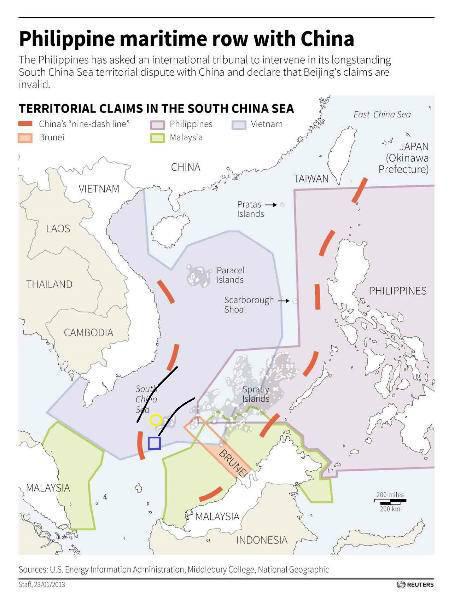 Philippine maritime row with China
The Philippines has asked an international tribunal to intervene in its longstanding
South China Sea territorial dispute with China and declare that Beijing's claims are
invalid.
TERRITORIAL CLAIMS IN THE SOUTH CHINA SEA
China's "nine-dash line"
Philippines
Vietnam
Brunei
Malaysia
East China Sea
JAPAN
(Okinawa
Prefecture)
CHINA
TAIWAN
VIETNAM
Pratas
Islands
LAOS
Paracel
Islands
THAILAND
Scarborough
Shoal
PHILIPPINES
CAMBODIA
South
China
Sea
Spratly
Islands
BRUNEI
MALAYSIA
200 miles
200 km
MALAYSIA
INDONESIA
Sources: U.S. Energy Information Administration, Middlebury College, National Geographic
Staff, 23/01/2013
REUTERS